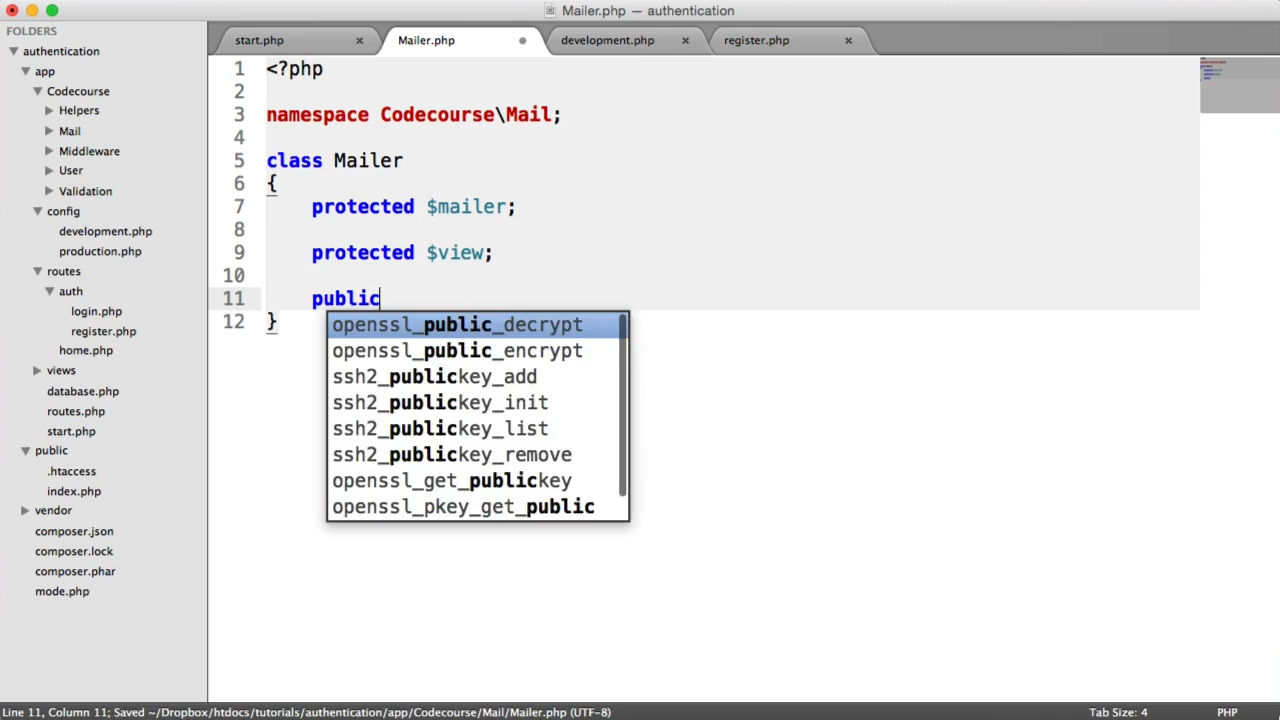 Mailer.php — authentication
FOLDERS
authentication
app
Codecourse
Helpers
Mail
Middleware
User
Validation
config
development.php
production.php
routes
auth
login.php
register.php
home.php
views
database.php
routes.php
start.php
public
.htaccess
index.php
vendor
composer.json
composer.lock
composer.phar
mode.php
start.php × Mailer.php development.php × register.php ×
1 <?php
2
3 namespace Codecourse\Mail;
4
5 class Mailer
6 {
7 protected $mailer;
8
9 protected $view;
10
11 public
12 }
openssl_public_decrypt
openssl_public_encrypt
ssh2_publickey_add
ssh2_publickey_init
ssh2_publickey_list
ssh2_publickey_remove
openssl_get_publickey
openssl_pkey_get_public
Line 11, Column 11; Saved ~/Dropbox/htdocs/tutorials/authentication/app/Codecourse/Mail/Mailer.php (UTF-8) Tab Size: 4 PHP